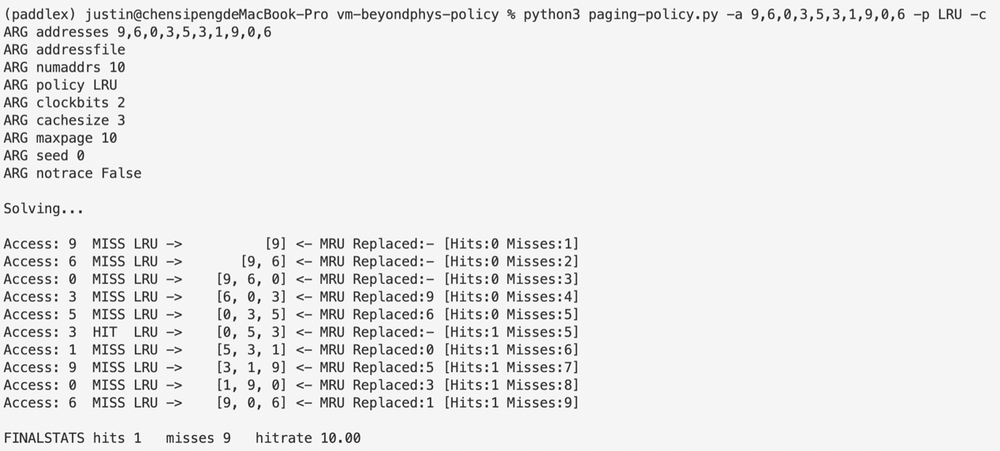 (paddlex) justin@chensipengdeMacBook-Pro vm-beyondphys-policy % python3 paging-policy.py -a 9,6,0,3,5,3,1,9,0,6 -p LRU -c
ARG addresses 9,6,0,3,5,3,1,9,0,6
ARG addressfile
ARG numaddrs 10
ARG policy LRU
ARG clockbits 2
ARG cachesize 3
ARG maxpage 10
ARG seed 0
ARG notrace False
Solving...
Access: 9  MISS LRU ->          [9] <- MRU Replaced:- [Hits:0 Misses:1]
Access: 6  MISS LRU ->       [9, 6] <- MRU Replaced:- [Hits:0 Misses:2]
Access: 0  MISS LRU ->    [9, 6, 0] <- MRU Replaced:- [Hits:0 Misses:3]
Access: 3  MISS LRU ->    [6, 0, 3] <- MRU Replaced:9 [Hits:0 Misses:4]
Access: 5  MISS LRU ->    [0, 3, 5] <- MRU Replaced:6 [Hits:0 Misses:5]
Access: 3  HIT  LRU ->    [0, 5, 3] <- MRU Replaced:- [Hits:1 Misses:5]
Access: 1  MISS LRU ->    [5, 3, 1] <- MRU Replaced:0 [Hits:1 Misses:6]
Access: 9  MISS LRU ->    [3, 1, 9] <- MRU Replaced:5 [Hits:1 Misses:7]
Access: 0  MISS LRU ->    [1, 9, 0] <- MRU Replaced:3 [Hits:1 Misses:8]
Access: 6  MISS LRU ->    [9, 0, 6] <- MRU Replaced:1 [Hits:1 Misses:9]
FINALSTATS hits 1   misses 9   hitrate 10.00